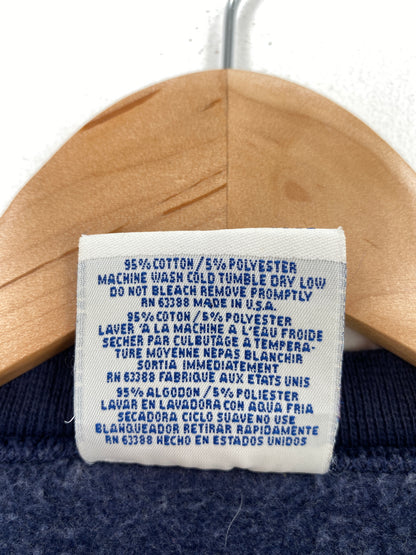 95% COTTON / 5% POLYESTER
MACHINE WASH COLD TUMBLE DRY LOW
DO NOT BLEACH REMOVE PROMPTLY
RN 63388 MADE IN U.S.A.
95% COTON / 5% POLYESTER
LAVER 'A LA MACHINE A L'EAU FROIDE
SECHER PAR CULBUTAGE A TEMPERA-
TURE MOYENNE NEPAS BLANCHIR
SORTIA IMMEDIATEMENT
RN 63388 FABRIQUE AUX ETATS UNIS
95% ALGODON / 5% POLIESTER
LAVAR EN LAVADORA CON AQUA FRIA
SECADORA CICLO SUAVE NO USE
BLANQUEADOR RETIRAR RAPIDAMENTE
RN 63388 HECHO EN ESTADOS UNIDOS